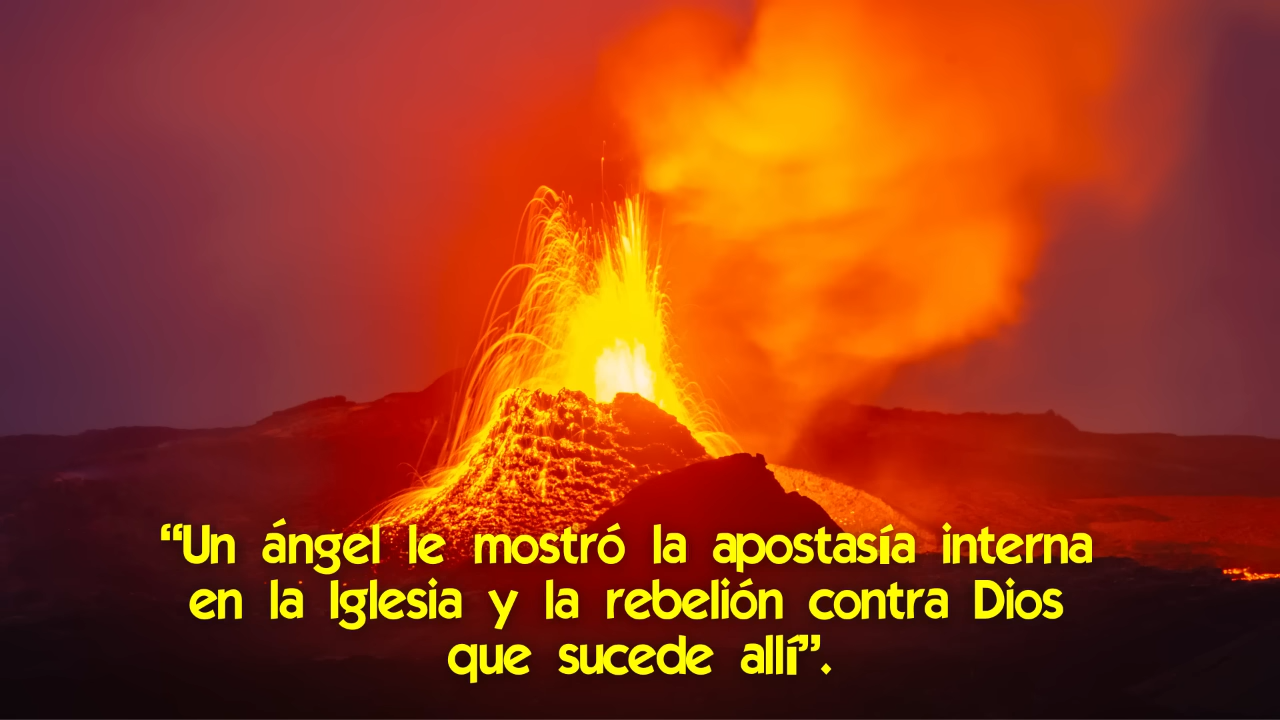 “Un ángel le mostró la apostasía interna
en la Iglesia y la rebelión contra Dios
que sucede allí”.